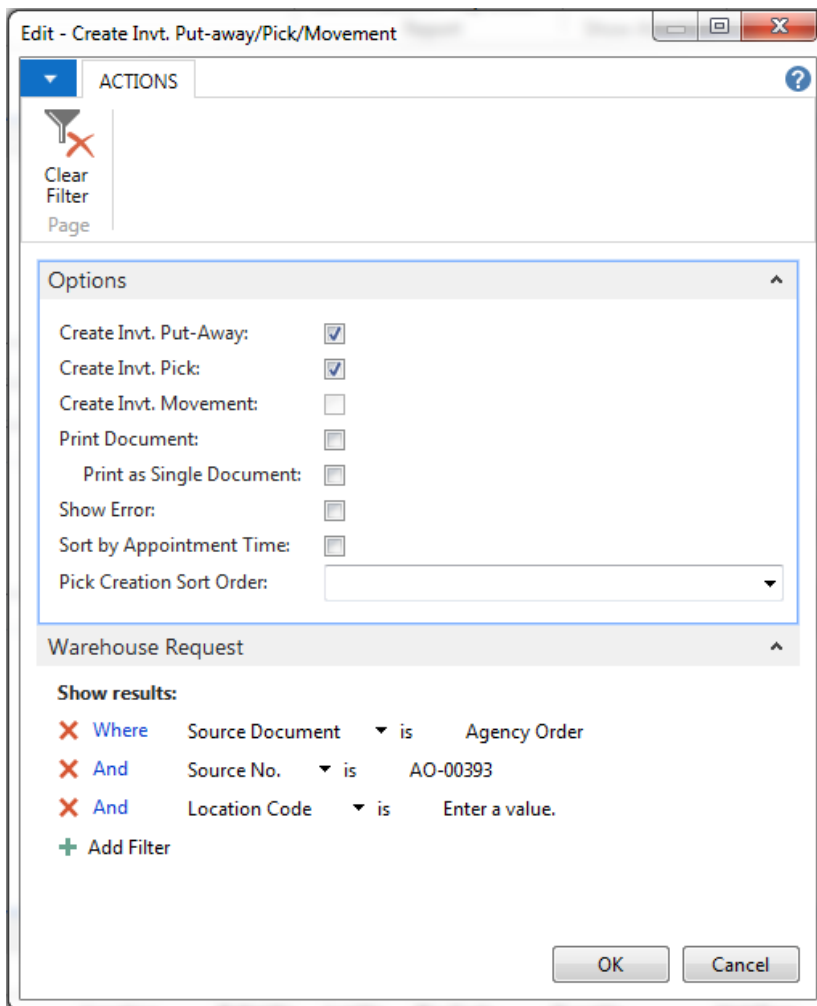 Edit - Create Invt. Put-away/Pick/Movement
ACTIONS
Clear
Filter
Page
Options
Create Invt. Put-Away:
Create Invt. Pick:
Create Invt. Movement:
Print Document:
Print as Single Document:
Show Error:
Sort by Appointment Time:
Pick Creation Sort Order:
Warehouse Request
Show results:
Where Source Document is Agency Order
And Source No. is AO-00393
And Location Code is Enter a value.
Add Filter
OK Cancel